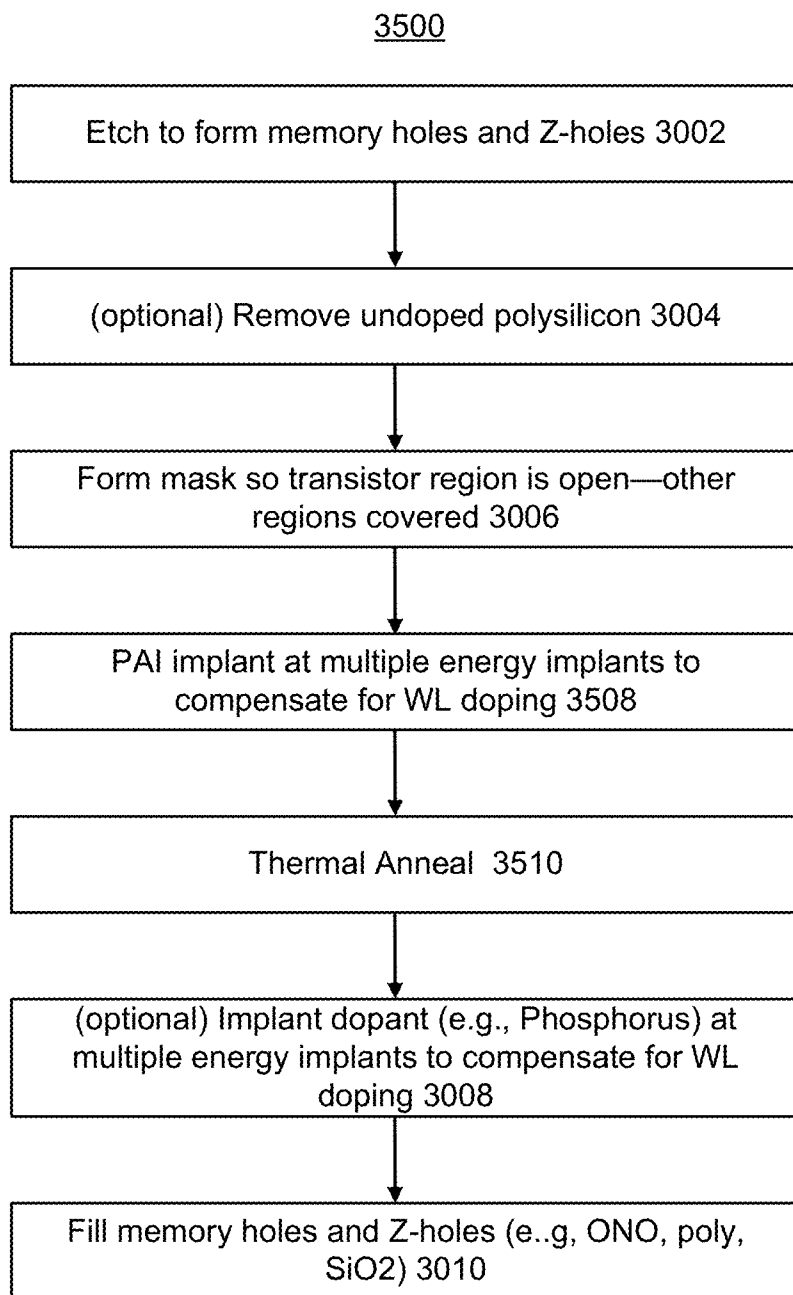 3500
Etch to form memory holes and Z-holes 3002
(optional) Remove undoped polysilicon 3004
Form mask so transistor region is open—other
regions covered 3006
PAI implant at multiple energy implants to
compensate for WL doping 3508
Thermal Anneal 3510
(optional) Implant dopant (e.g., Phosphorus) at
multiple energy implants to compensate for WL
doping 3008
Fill memory holes and Z-holes (e..g, ONO, poly,
SiO2) 3010